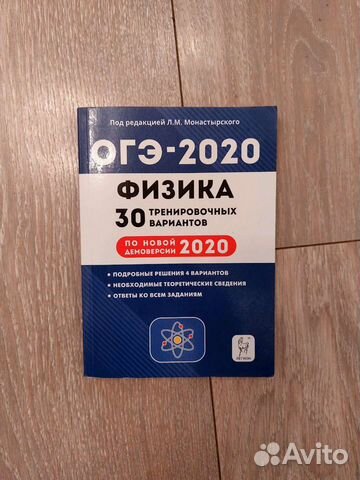 Под редакцией Л.М. Монастырского
ОГЭ-2020
ФИЗИКА
30 ТРЕНИРОВОЧНЫХ
ВАРИАНТОВ
ПО НОВОЙ
ДЕМОВЕРСИИ 2020
• ПОДРОБНЫЕ РЕШЕНИЯ 4 ВАРИАНТОВ
• НЕОБХОДИМЫЕ ТЕОРЕТИЧЕСКИЕ СВЕДЕНИЯ
• ОТВЕТЫ КО ВСЕМ ЗАДАНИЯМ
ЛЕГИОН
Avito